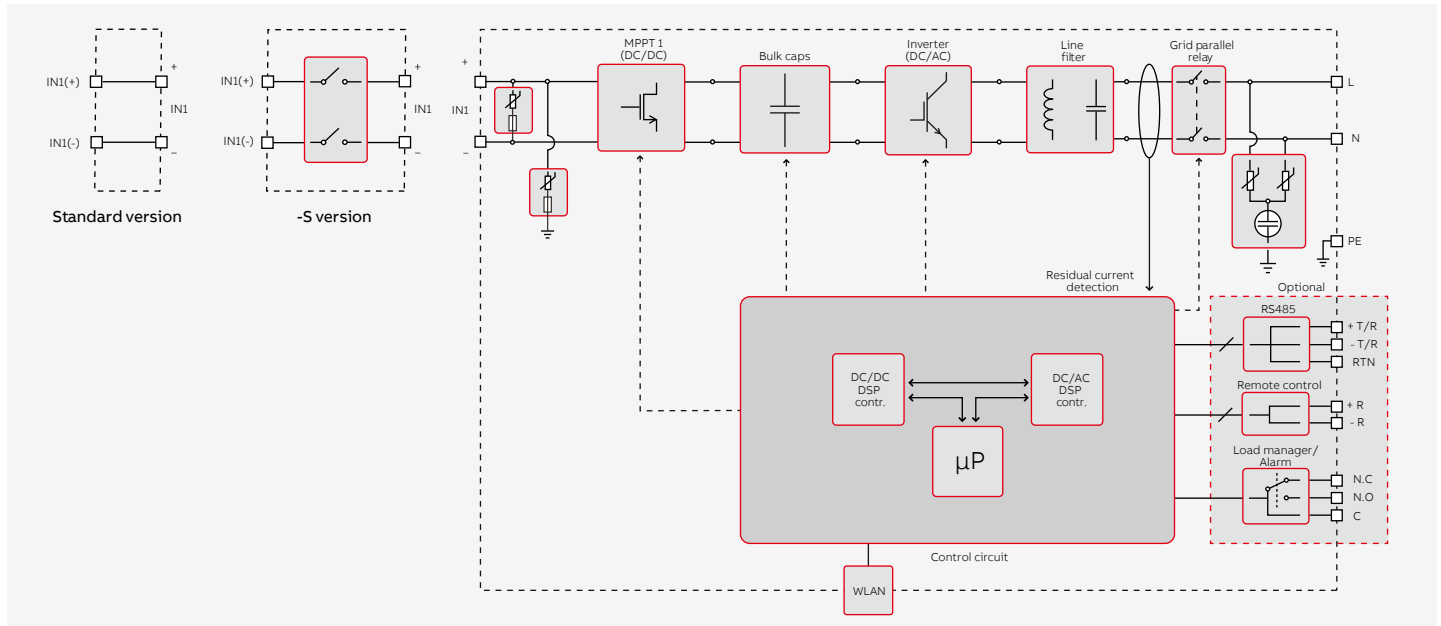 IN1(+)
+
IN1
IN1(-)
–
Standard version
IN1(+)
+
IN1
IN1(-)
–
-S version
+
IN1
–
MPPT 1
(DC/DC)
Bulk caps
Inverter
(DC/AC)
Line
filter
Grid parallel
relay
L
N
PE
Residual current
detection
Optional
RS485
+ T/R
- T/R
RTN
Remote control
+ R
- R
Load manager/
Alarm
N.C
N.O
C
DC/DC
DSP
contr.
DC/AC
DSP
contr.
µP
Control circuit
WLAN